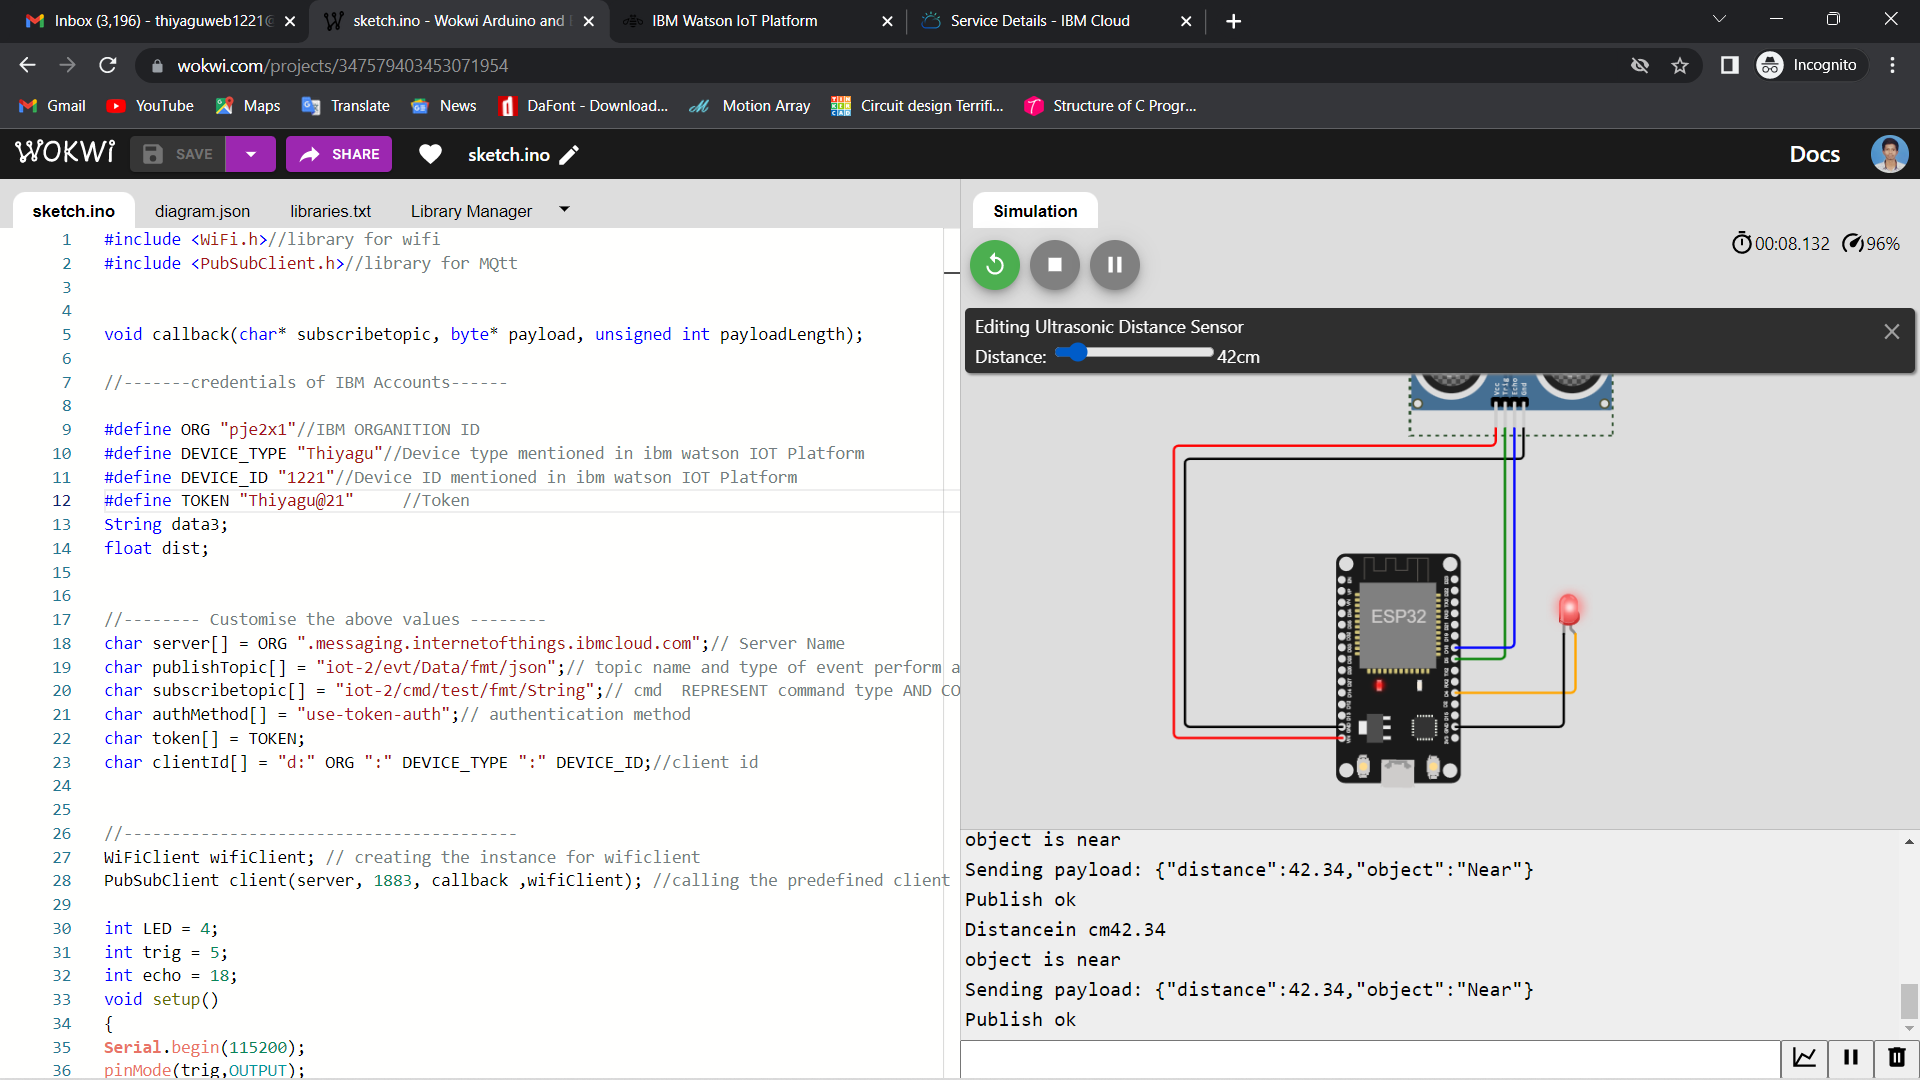 Inbox (3,196) - thiyaguweb1221@
sketch.ino - Wokwi Arduino and
IBM Watson IoT Platform
Service Details - IBM Cloud
wokwi.com/projects/347579403453071954
Incognito
Gmail
YouTube
Maps
Translate
News
DaFont - Download...
Motion Array
Circuit design Terrifi...
Structure of C Progr...
WOKWi
SAVE
SHARE
sketch.ino
Docs
sketch.ino
diagram.json
libraries.txt
Library Manager
1 #include <WiFi.h>//library for wifi
2 #include <PubSubClient.h>//library for MQtt
3
4
5 void callback(char* subscribetopic, byte* payload, unsigned int payloadLength);
6
7 //-------credentials of IBM Accounts------
8
9 #define ORG "pje2x1"//IBM ORGANITION ID
10 #define DEVICE_TYPE "Thiyagu"//Device type mentioned in ibm watson IOT Platform
11 #define DEVICE_ID "1221"//Device ID mentioned in ibm watson IOT Platform
12 #define TOKEN "Thiyagu@21"     //Token
13 String data3;
14 float dist;
15
16
17 //-------- Customise the above values --------
18 char server[] = ORG ".messaging.internetofthings.ibmcloud.com";// Server Name
19 char publishTopic[] = "iot-2/evt/Data/fmt/json";// topic name and type of event perform a
20 char subscribetopic[] = "iot-2/cmd/test/fmt/String";// cmd  REPRESENT command type AND CO
21 char authMethod[] = "use-token-auth";// authentication method
22 char token[] = TOKEN;
23 char clientId[] = "d:" ORG ":" DEVICE_TYPE ":" DEVICE_ID;//client id
24
25
26 //-----------------------------------------
27 WiFiClient wifiClient; // creating the instance for wificlient
28 PubSubClient client(server, 1883, callback ,wifiClient); //calling the predefined client
29
30 int LED = 4;
31 int trig = 5;
32 int echo = 18;
33 void setup()
34 {
35 Serial.begin(115200);
36 pinMode(trig,OUTPUT);
Simulation
00:08.132
96%
Editing Ultrasonic Distance Sensor
Distance: 42cm
Vcc
Trig
Echo
Gnd
ESP32
object is near
Sending payload: {"distance":42.34,"object":"Near"}
Publish ok
Distancein cm42.34
object is near
Sending payload: {"distance":42.34,"object":"Near"}
Publish ok